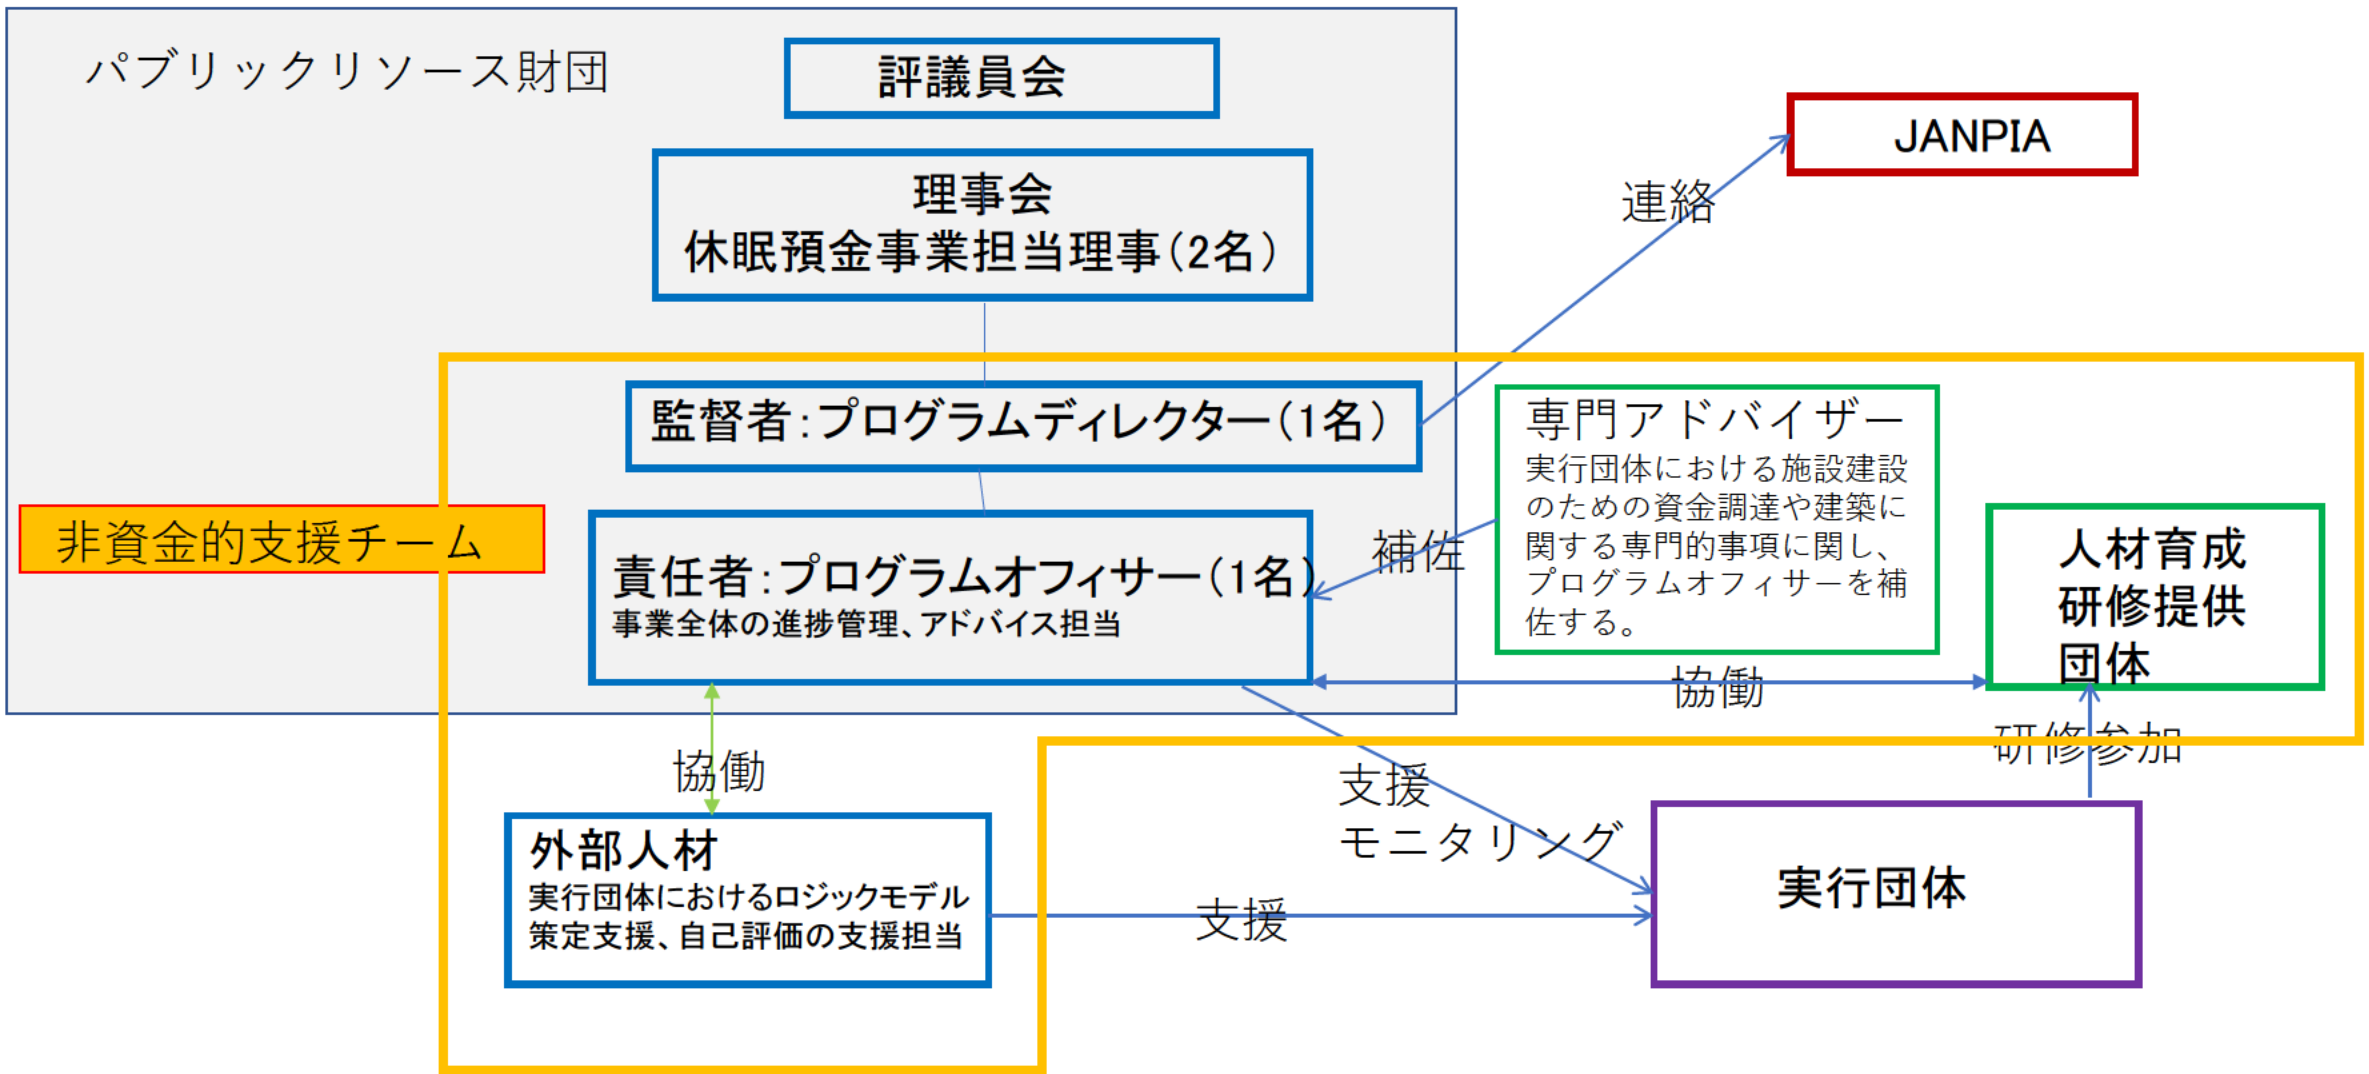 パブリックリソース財団
評議員会
理事会
休眠預金事業担当理事(2名)
JANPIA
連絡
監督者:プログラムディレクター(1名)
専門アドバイザー
実行団体における施設建設
のための資金調達や建築に
関する専門的事項に関し、
プログラムオフィサーを補
佐する。
非資金的支援チーム
補佐
責任者:プログラムオフィサー(1名)
事業全体の進捗管理、アドバイス担当
人材育成
研修提供
団体
協働
研修参加
協働
支援
モニタリング
外部人材
実行団体におけるロジックモデル
策定支援、自己評価の支援担当
支援
実行団体